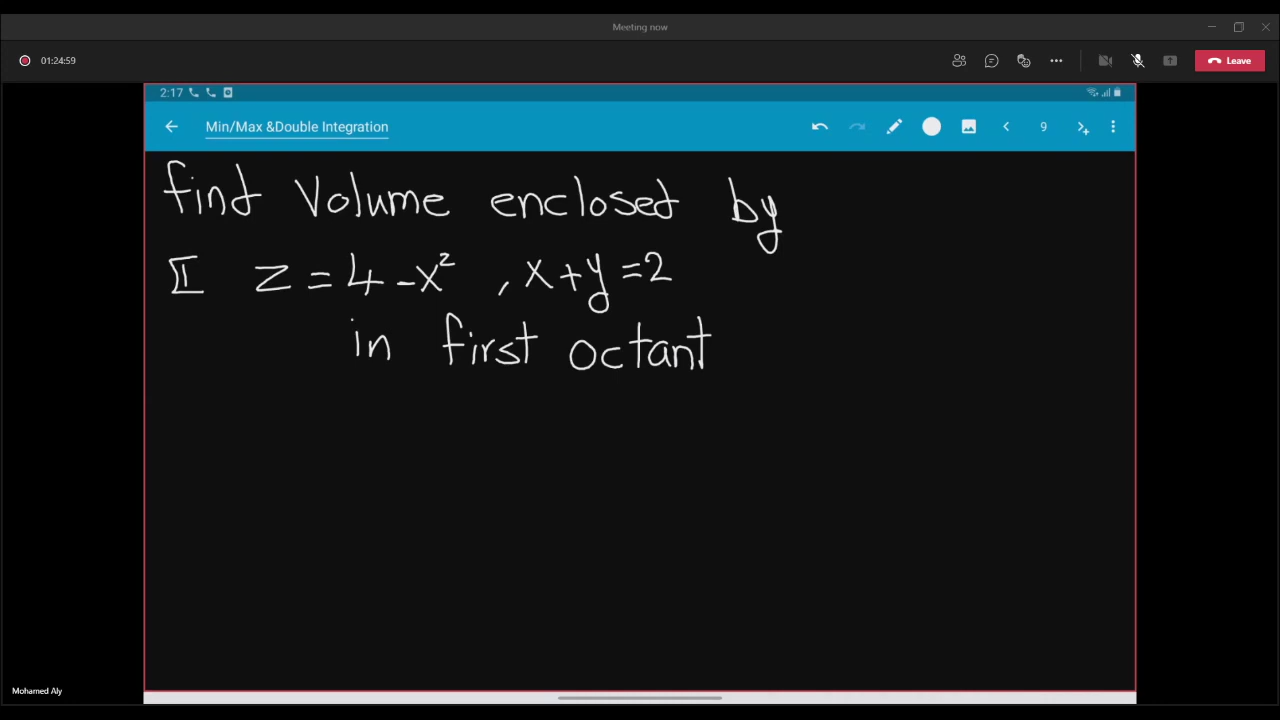 Meeting now
01:24:59
Leave
2:17
Min/Max &Double Integration
9
find Volume enclosed by
I z = 4 - x² , x + y = 2
in first octant
Mohamed Aly